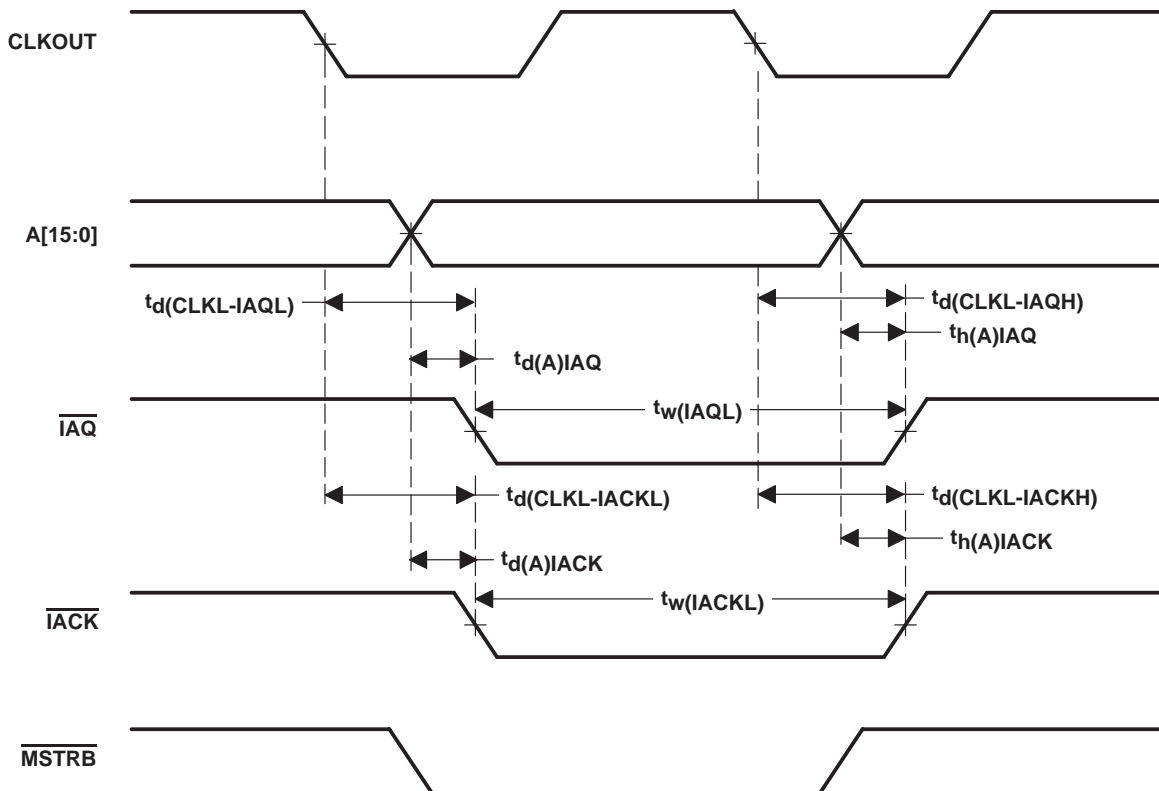 CLKOUT
A[15:0]
td(CLKL-IAQL)
td(CLKL-IAQH)
th(A)IAQ
td(A)IAQ
tw(IAQL)
IAQ
td(CLKL-IACKL)
td(CLKL-IACKH)
th(A)IACK
td(A)IACK
tw(IACKL)
IACK
MSTRB